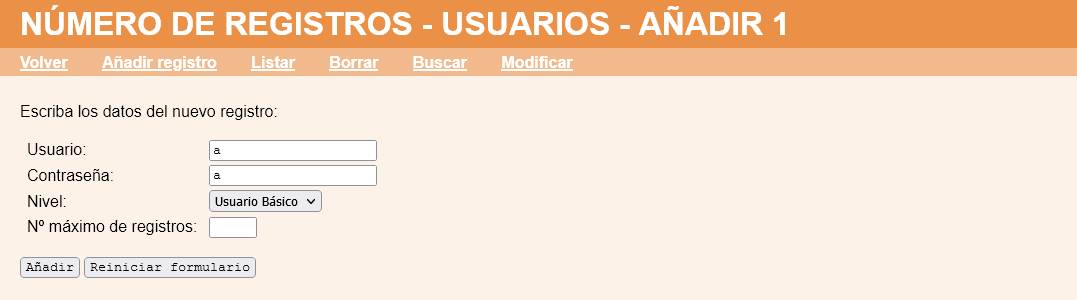 NÚMERO DE REGISTROS - USUARIOS - AÑADIR 1
Volver Añadir registro Listar Borrar Buscar Modificar
Escriba los datos del nuevo registro:
Usuario: a
Contraseña: a
Nivel: Usuario Básico
Nº máximo de registros:
Añadir Reiniciar formulario